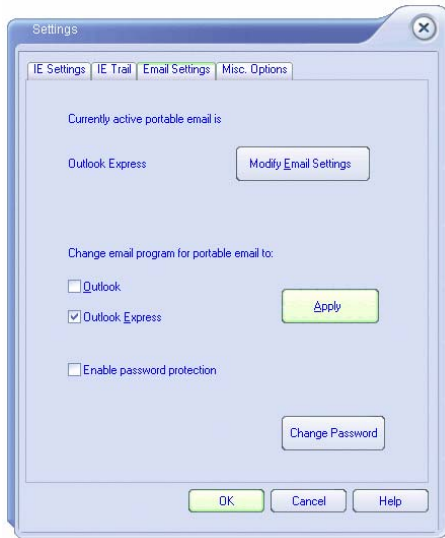 Settings
IE Settings IE Trail Email Settings Misc. Options
Currently active portable email is
Outlook Express Modify Email Settings
Change email program for portable email to:
Outlook
Outlook Express
Apply
Enable password protection
Change Password
OK Cancel Help